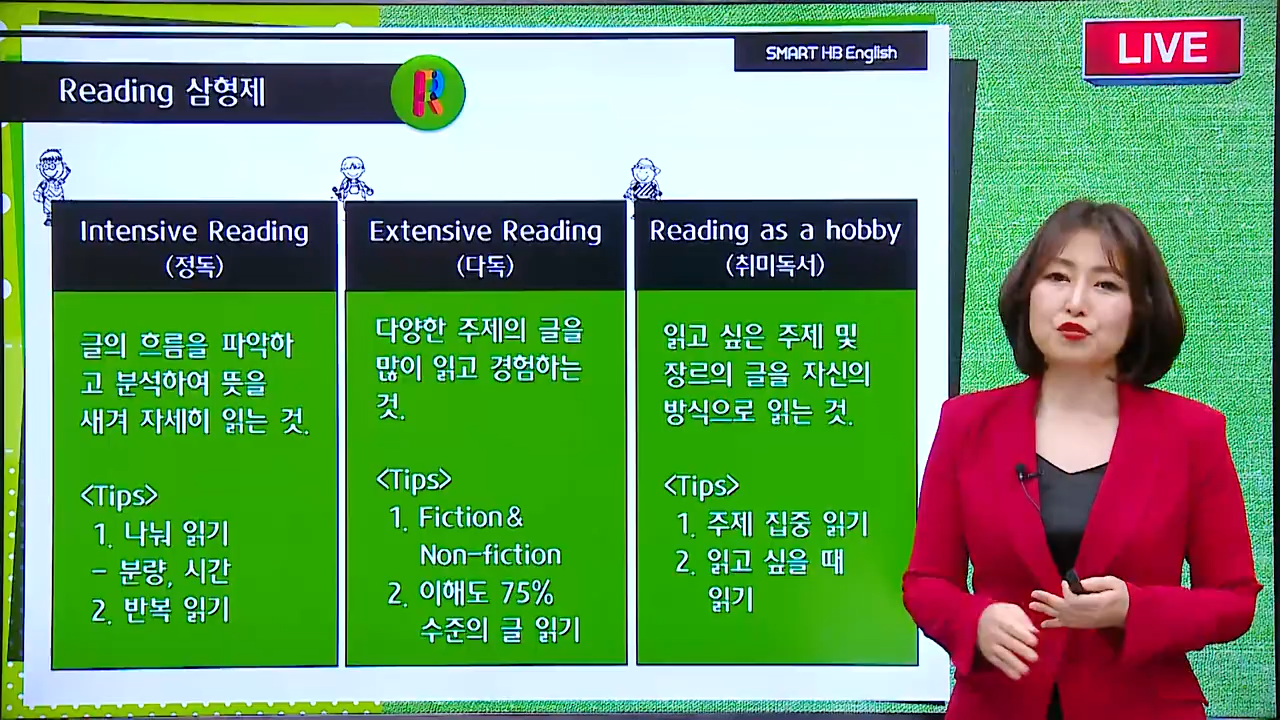 SMART HB English
LIVE
Reading 삼형제
R
Intensive Reading
(정독)
글의 흐름을 파악하
고 분석하여 뜻을
새겨 자세히 읽는 것.
<Tips>
1. 나눠 읽기
- 분량, 시간
2. 반복 읽기
Extensive Reading
(다독)
다양한 주제의 글을
많이 읽고 경험하는
것.
<Tips>
1. Fiction&
Non-fiction
2. 이해도 75%
수준의 글 읽기
Reading as a hobby
(취미독서)
읽고 싶은 주제 및
장르의 글을 자신의
방식으로 읽는 것.
<Tips>
1. 주제 집중 읽기
2. 읽고 싶을 때
읽기